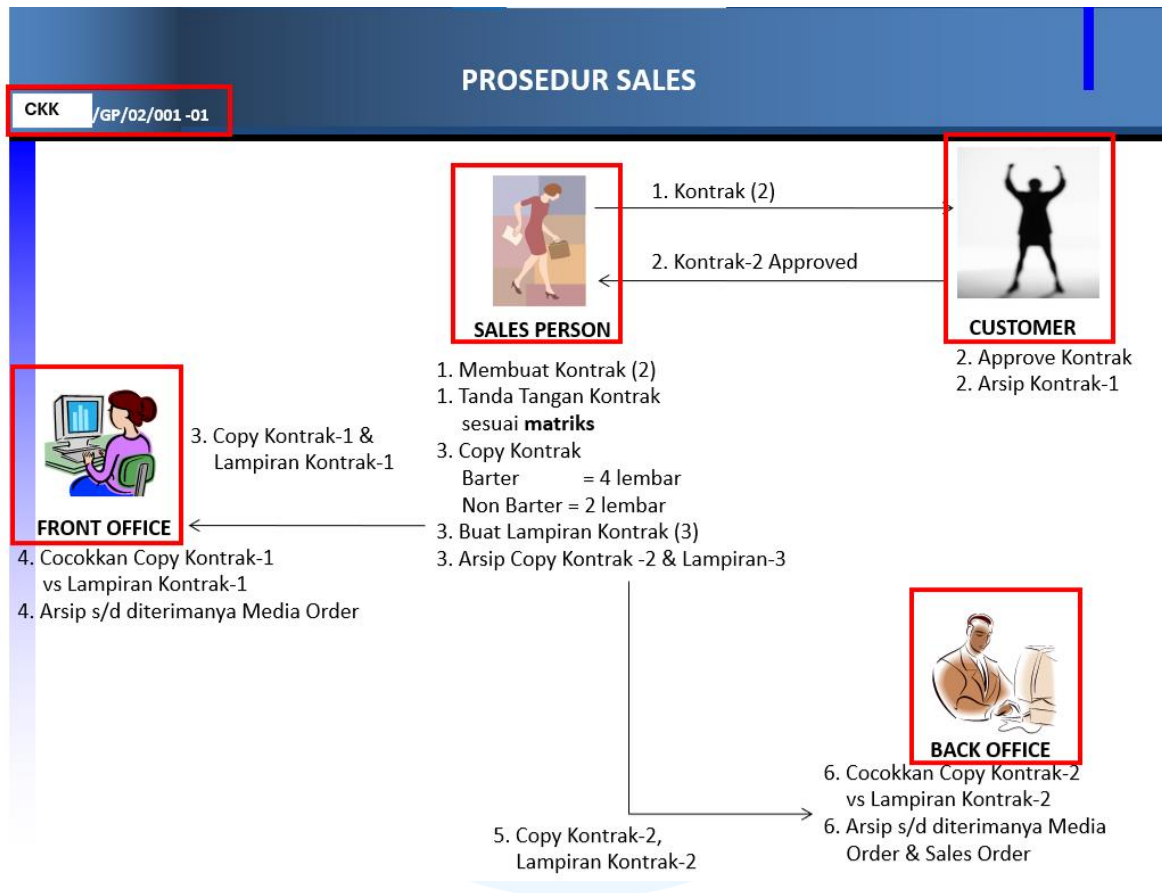 PROSEDUR SALES
CKK /GP/02/001 -01
1. Kontrak (2)
2. Kontrak-2 Approved
SALES PERSON
1. Membuat Kontrak (2)
1. Tanda Tangan Kontrak
sesuai matriks
3. Copy Kontrak
Barter = 4 lembar
Non Barter = 2 lembar
3. Buat Lampiran Kontrak (3)
3. Arsip Copy Kontrak -2 & Lampiran-3
CUSTOMER
2. Approve Kontrak
2. Arsip Kontrak-1
3. Copy Kontrak-1 &
Lampiran Kontrak-1
FRONT OFFICE
4. Cocokkan Copy Kontrak-1
vs Lampiran Kontrak-1
4. Arsip s/d diterimanya Media Order
5. Copy Kontrak-2,
Lampiran Kontrak-2
BACK OFFICE
6. Cocokkan Copy Kontrak-2
vs Lampiran Kontrak-2
6. Arsip s/d diterimanya Media
Order & Sales Order